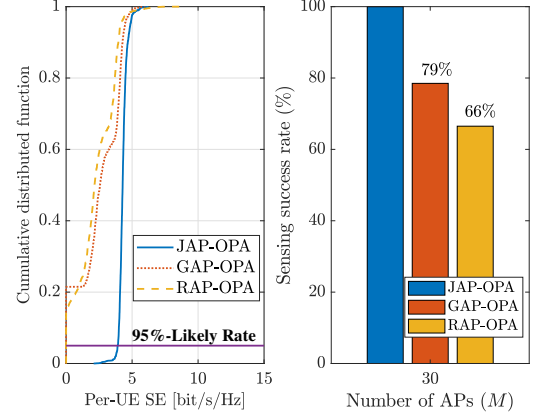 Cumulative distributed function
1
0.8
0.6
0.4
0.2
0
JAP-OPA
GAP-OPA
RAP-OPA
95%-Likely Rate
0 5 10 15
Per-UE SE [bit/s/Hz]
Sensing success rate (%)
100
80
60
40
20
0
79%
66%
JAP-OPA
GAP-OPA
RAP-OPA
30
Number of APs (M)